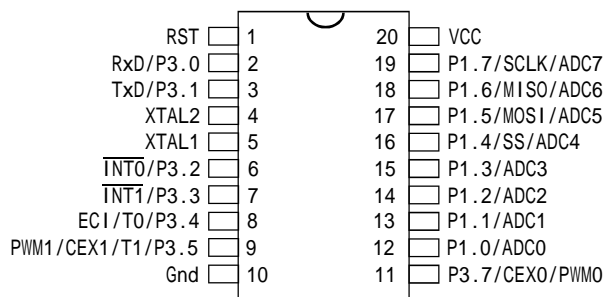 RST 1 20 VCC
RxD/P3.0 2 19 P1.7/SCLK/ADC7
TxD/P3.1 3 18 P1.6/MISO/ADC6
XTAL2 4 17 P1.5/MOSI/ADC5
XTAL1 5 16 P1.4/SS/ADC4
INT0/P3.2 6 15 P1.3/ADC3
INT1/P3.3 7 14 P1.2/ADC2
ECI/T0/P3.4 8 13 P1.1/ADC1
PWM1/CEX1/T1/P3.5 9 12 P1.0/ADC0
Gnd 10 11 P3.7/CEX0/PWM0